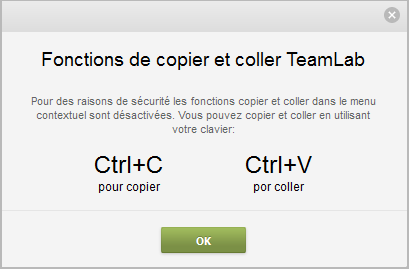 Fonctions de copier et coller TeamLab
Pour des raisons de sécurité les fonctions copier et coller dans le menu
contextuel sont désactivées. Vous pouvez copier et coller en utilisant
votre clavier:
Ctrl+C Ctrl+V
pour copier por coller
OK